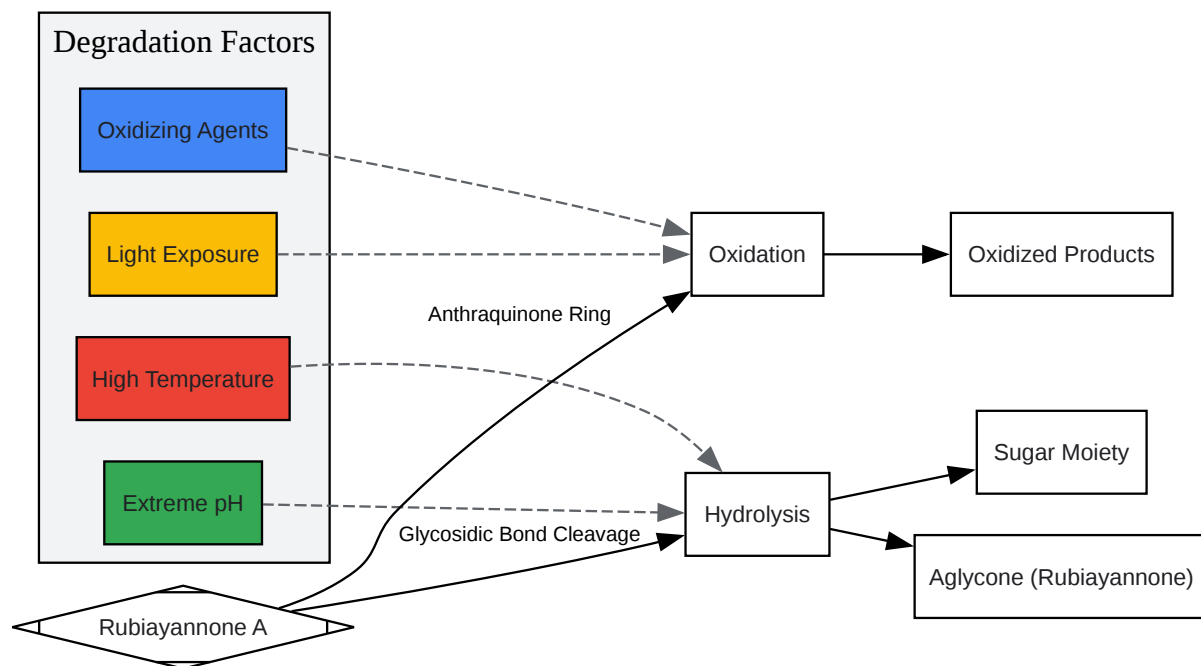 Degradation Factors
Oxidizing Agents
Light Exposure
Oxidation
Oxidized Products
Anthraquinone Ring
High Temperature
Sugar Moiety
Extreme pH
Hydrolysis
Glycosidic Bond Cleavage
Aglycone (Rubiayannone)
Rubiayannone A